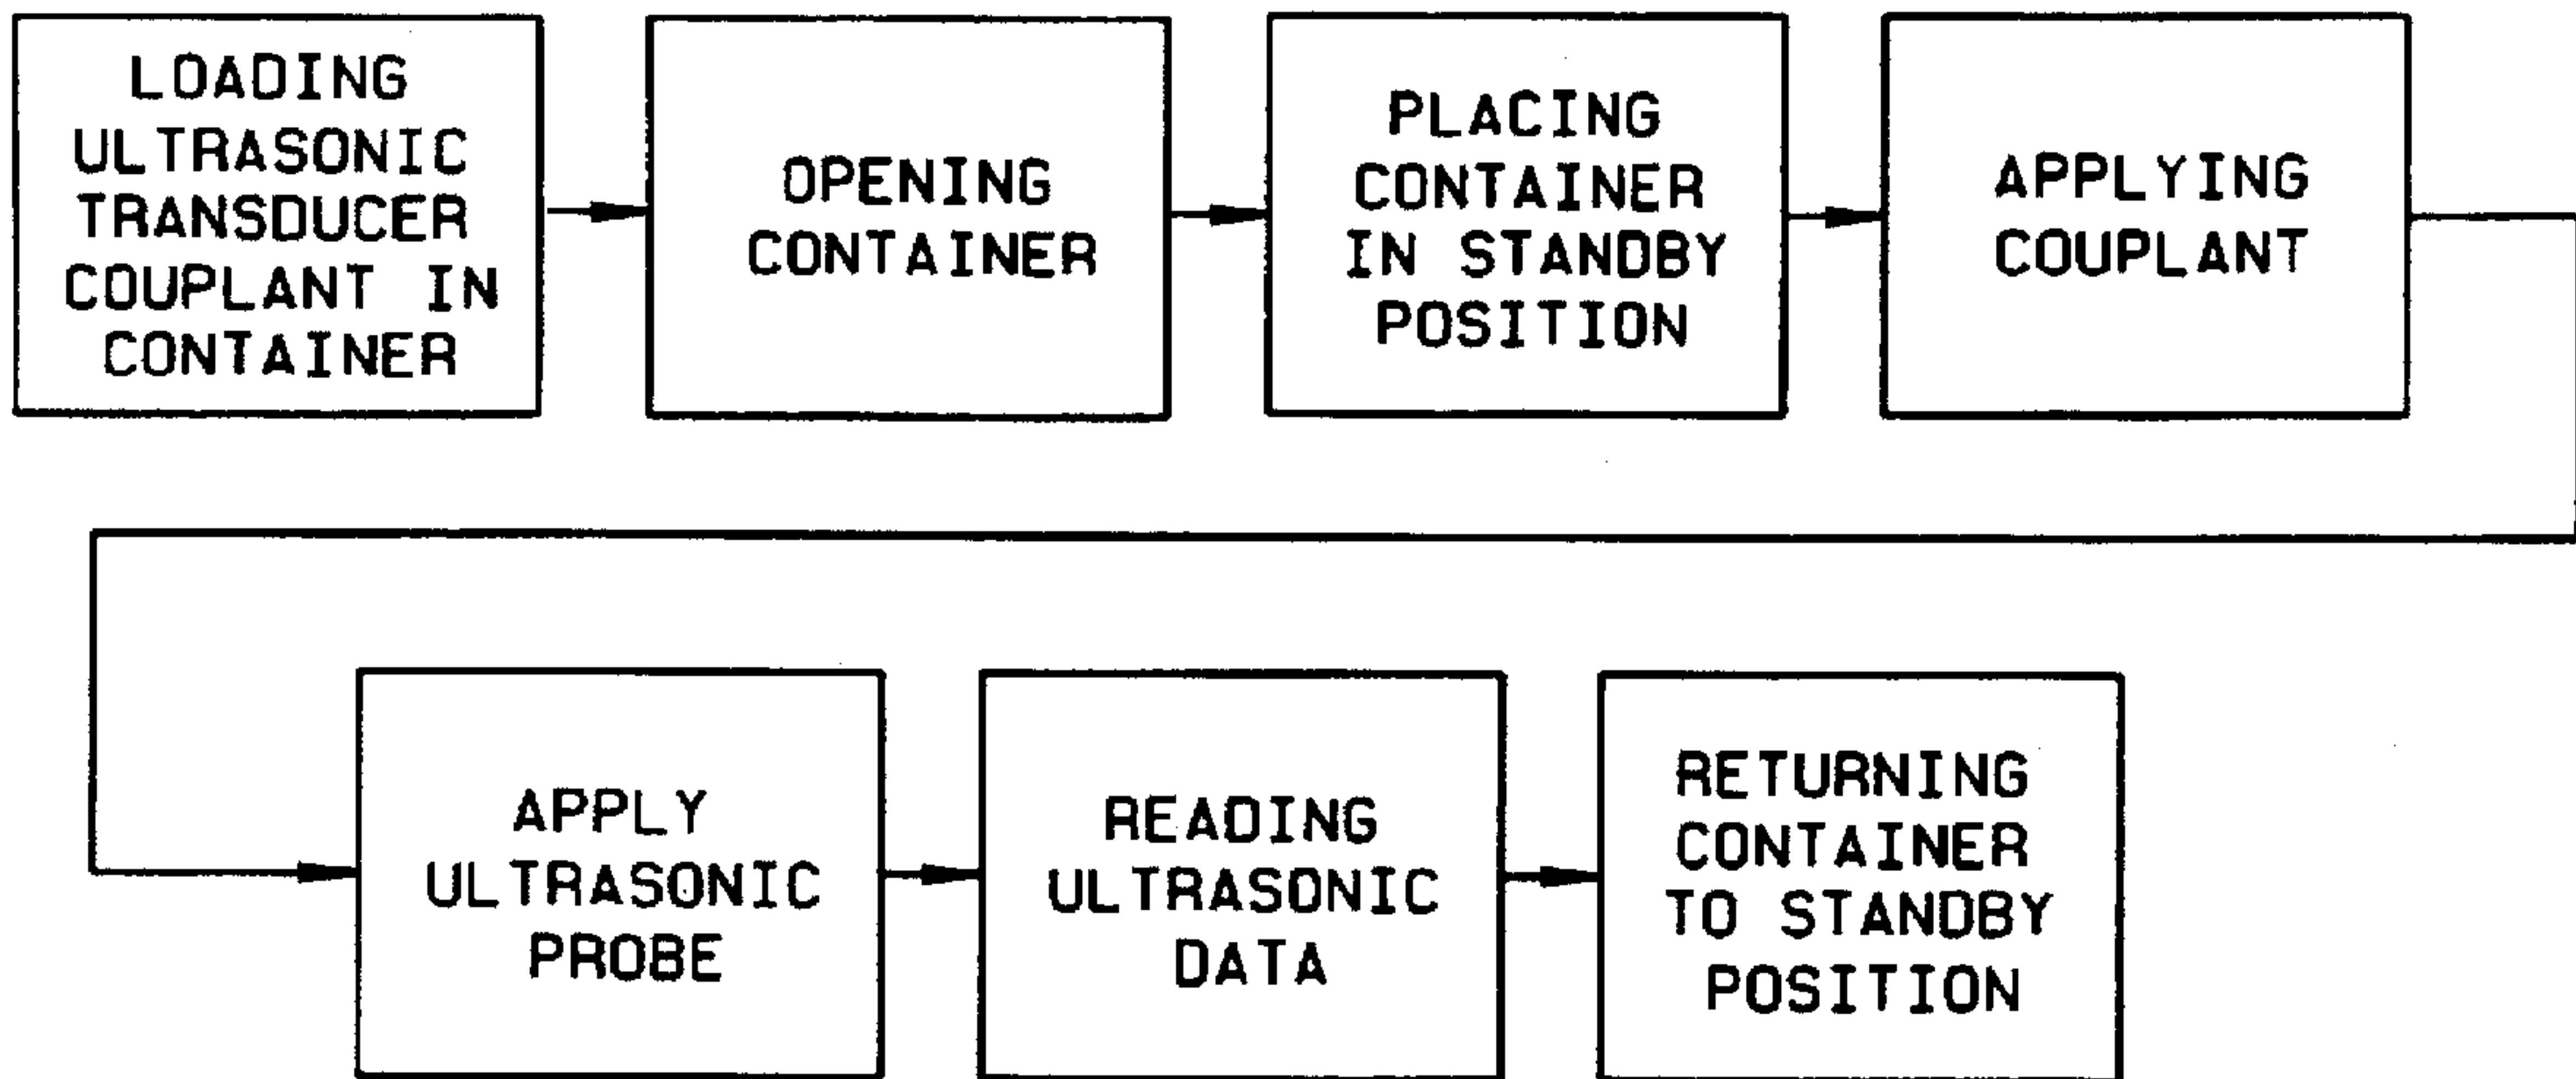 LOADING
ULTRASONIC
TRANSDUCER
COUPLANT IN
CONTAINER
OPENING
CONTAINER
PLACING
CONTAINER
IN STANDBY
POSITION
APPLYING
COUPLANT
APPLY
ULTRASONIC
PROBE
READING
ULTRASONIC
DATA
RETURNING
CONTAINER
TO STANDBY
POSITION